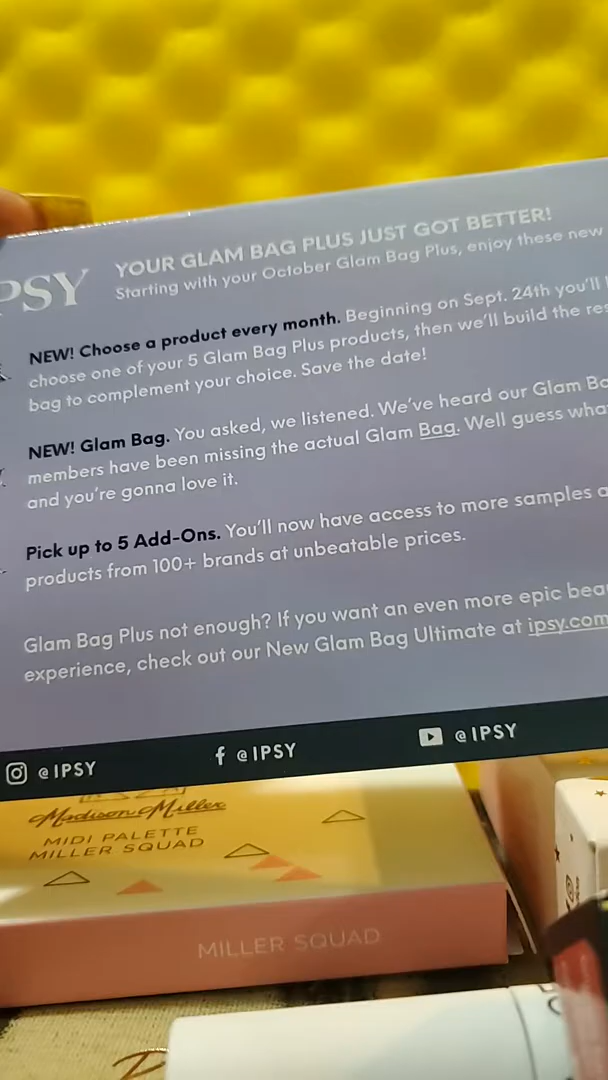 PSY
YOUR GLAM BAG PLUS JUST GOT BETTER!
Starting with your October Glam Bag Plus, enjoy these new
NEW! Choose a product every month. Beginning on Sept. 24th you'll
choose one of your 5 Glam Bag Plus products, then we'll build the res
bag to complement your choice. Save the date!
NEW! Glam Bag. You asked, we listened. We've heard our Glam Ba
members have been missing the actual Glam Bag. Well guess wha
and you're gonna love it.
Pick up to 5 Add-Ons. You'll now have access to more samples a
products from 100+ brands at unbeatable prices.
Glam Bag Plus not enough? If you want an even more epic beau
experience, check out our New Glam Bag Ultimate at ipsy.com
@IPSY
@IPSY
@IPSY
Madison Miller
MIDI PALETTE
MILLER SQUAD
MILLER SQUAD